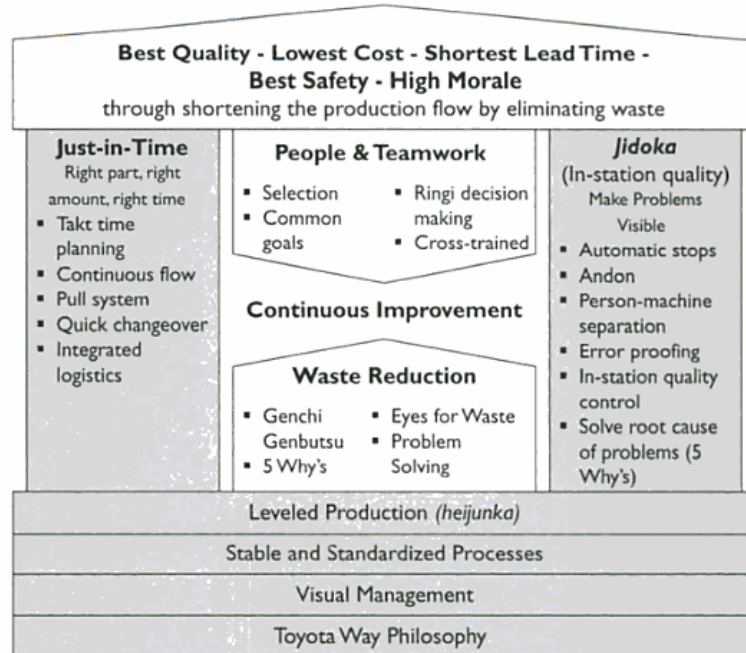 Best Quality - Lowest Cost - Shortest Lead Time -
Best Safety - High Morale
through shortening the production flow by eliminating waste
Just-in-Time
Right part, right
amount, right time
▪ Takt time
planning
▪ Continuous flow
▪ Pull system
▪ Quick changeover
▪ Integrated
logistics
People & Teamwork
▪ Selection
▪ Common
goals
▪ Ringi decision
making
▪ Cross-trained
Continuous Improvement
Waste Reduction
▪ Genchi
Genbutsu
▪ 5 Why's
▪ Eyes for Waste
▪ Problem
Solving
Jidoka
(In-station quality)
Make Problems
Visible
▪ Automatic stops
▪ Andon
▪ Person-machine
separation
▪ Error proofing
▪ In-station quality
control
▪ Solve root cause
of problems (5
Why's)
Leveled Production (heijunka)
Stable and Standardized Processes
Visual Management
Toyota Way Philosophy